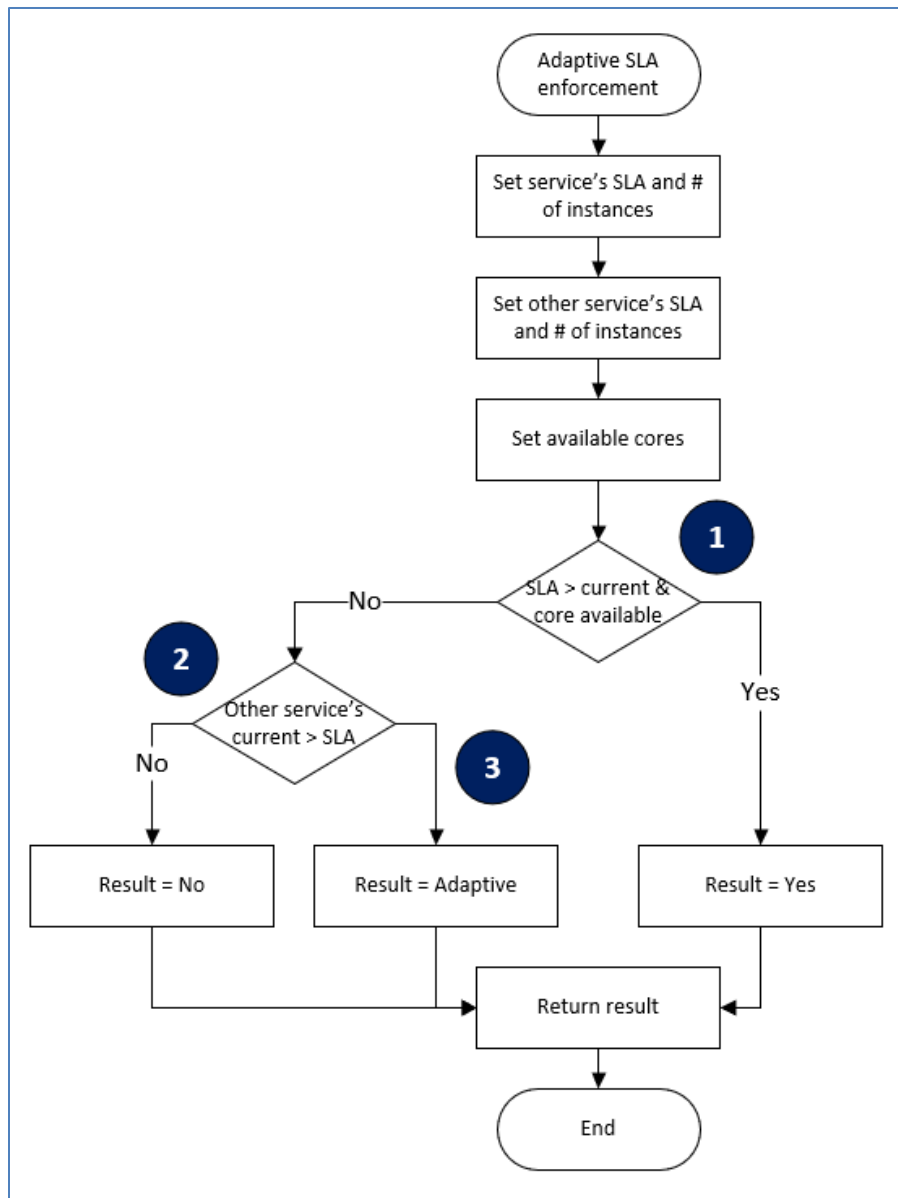 Adaptive SLA
enforcement
Set service's SLA and #
of instances
Set other service's SLA
and # of instances
Set available cores
1
SLA > current &
core available
No
Yes
2
Other service's
current > SLA
No
3
Result = No
Result = Adaptive
Result = Yes
Return result
End